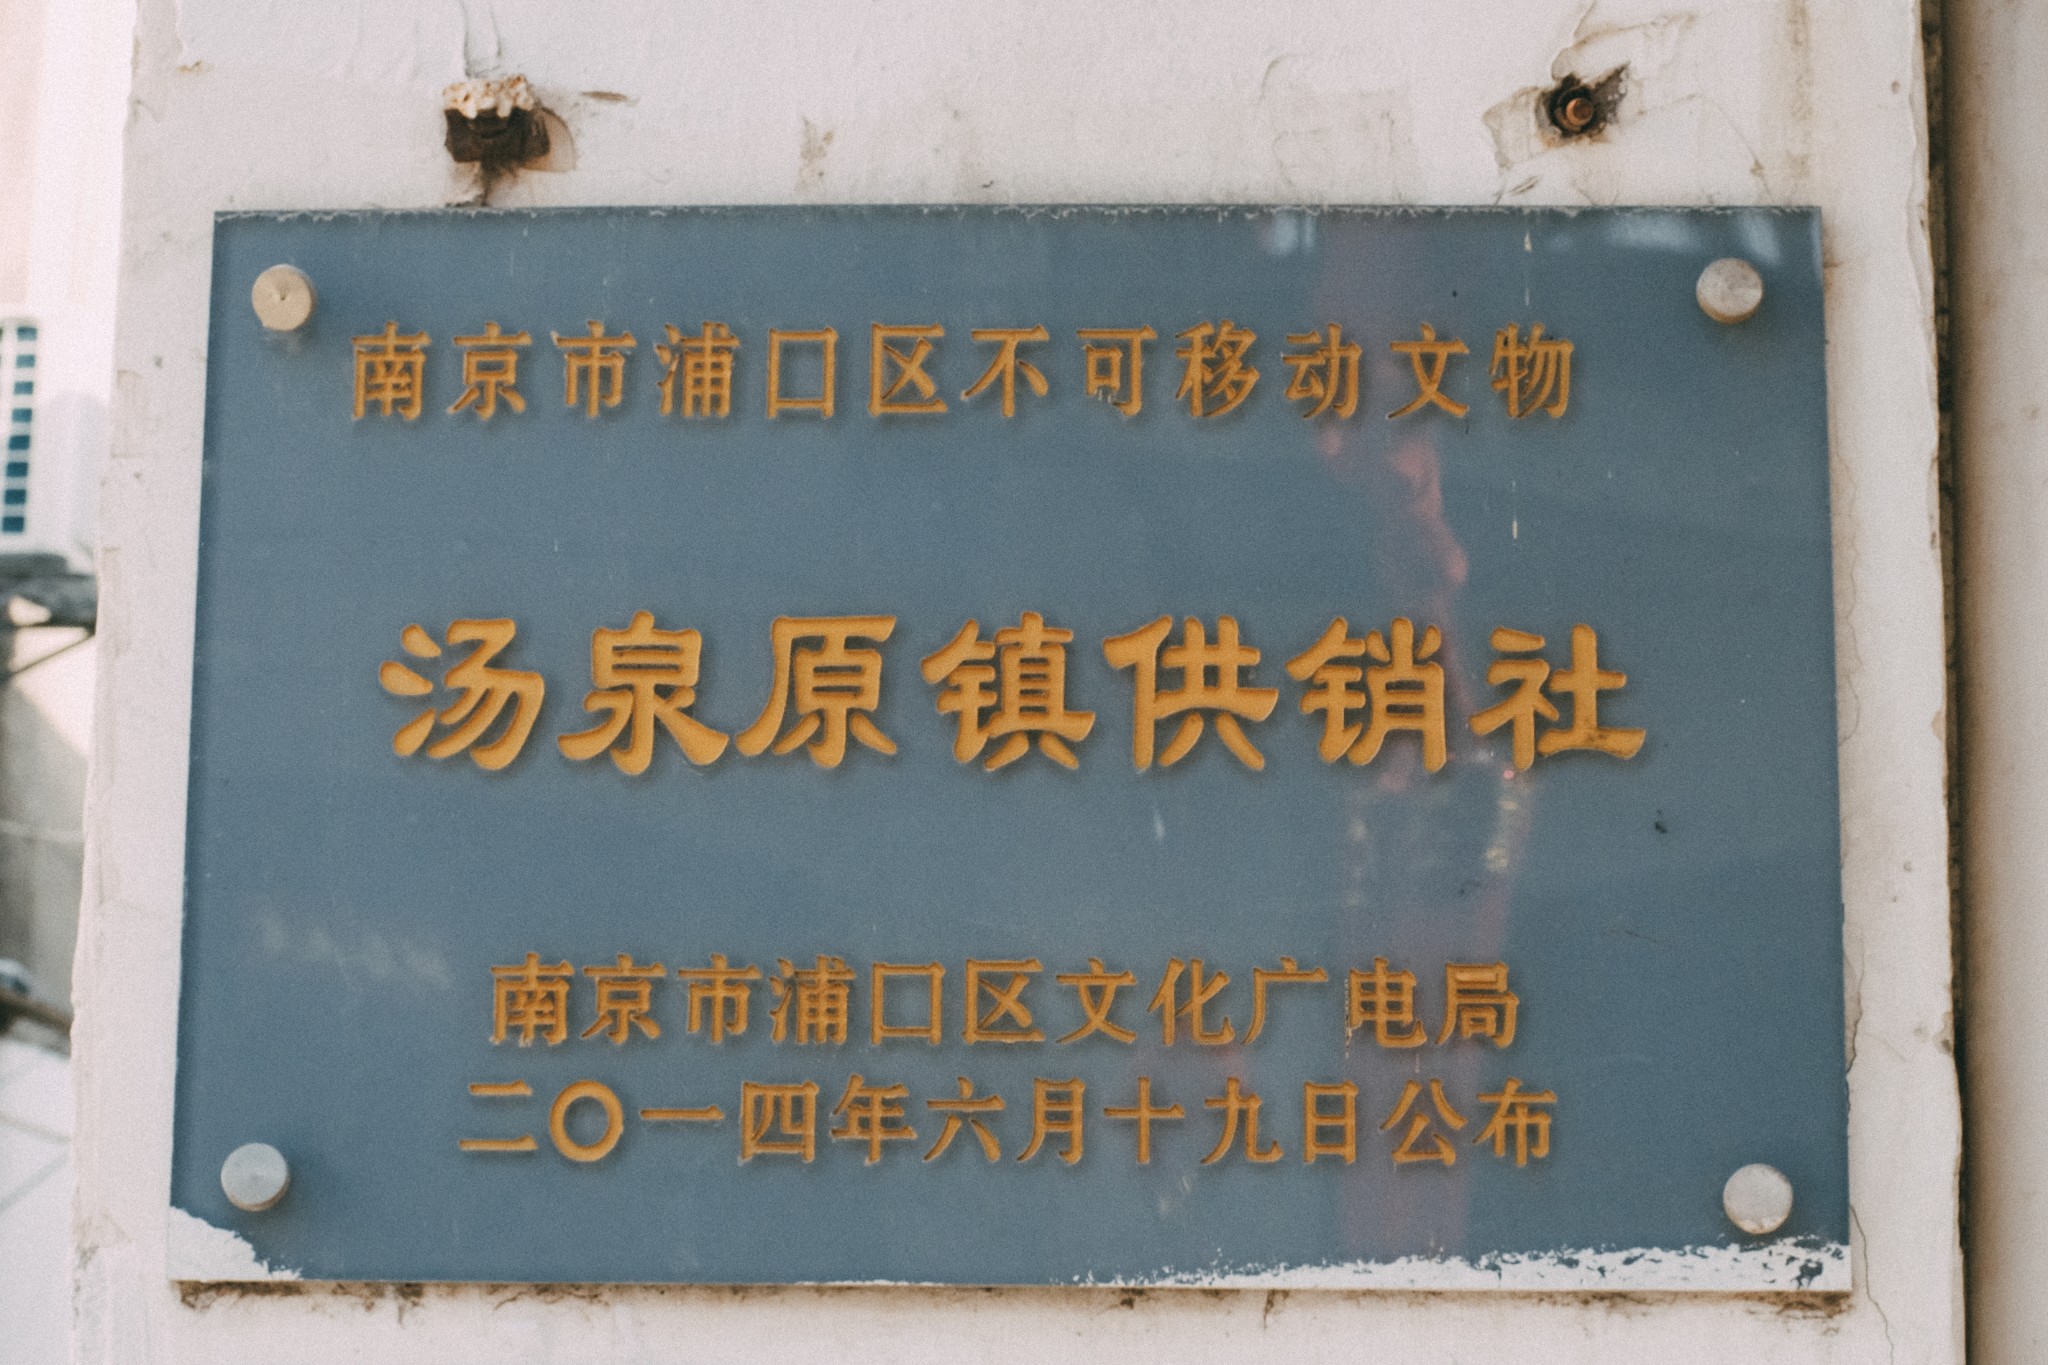 南京市浦口区不可移动文物
汤泉原镇供销社
南京市浦口区文化广电局
二〇一四年六月十九日公布